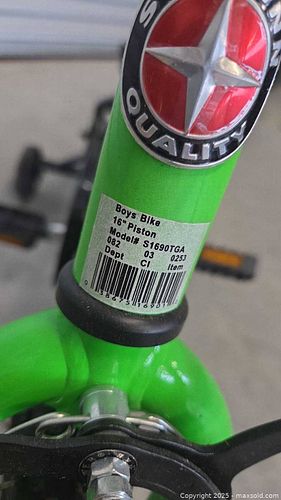 QUALITY
Boys Bike
16" Piston
Model# S1690TGA
082 03 0253
Dept Cl Item
Copyright 2025 - maxsold.com